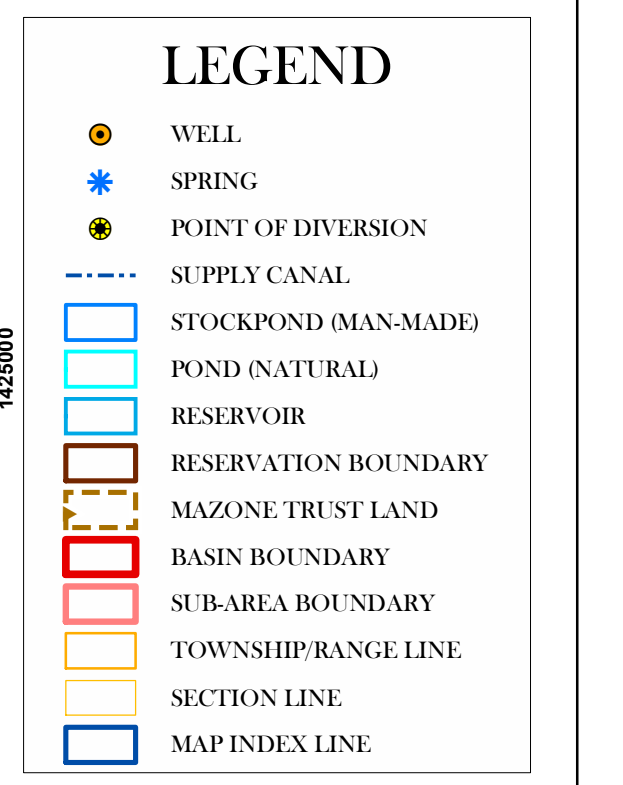 LEGEND
WELL
SPRING
POINT OF DIVERSION
SUPPLY CANAL
STOCKPOND (MAN-MADE)
1425000
POND (NATURAL)
RESERVOIR
RESERVATION BOUNDARY
MAZONE TRUST LAND
BASIN BOUNDARY
SUB-AREA BOUNDARY
TOWNSHIP/RANGE LINE
SECTION LINE
MAP INDEX LINE